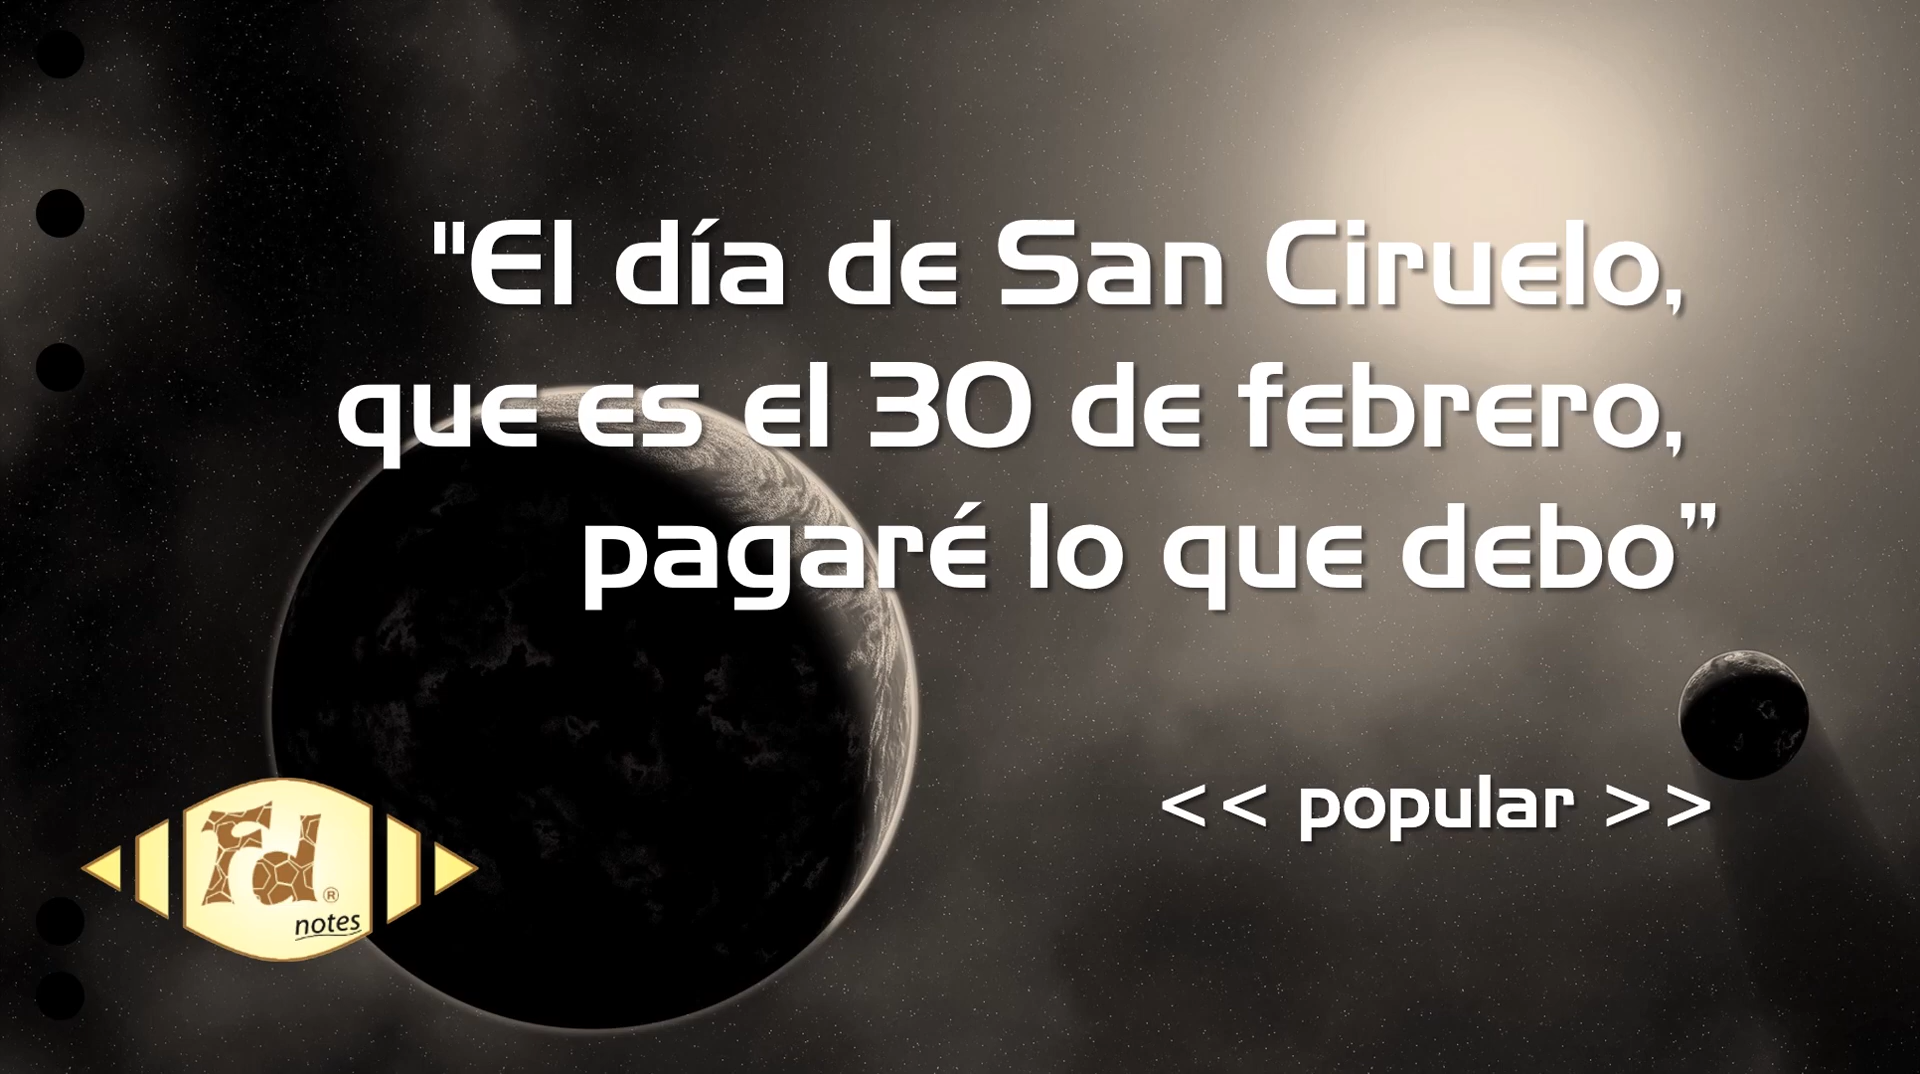 "El día de San Ciruelo,
que es el 30 de febrero,
pagaré lo que debo”
<< popular >>
Fd®
notes